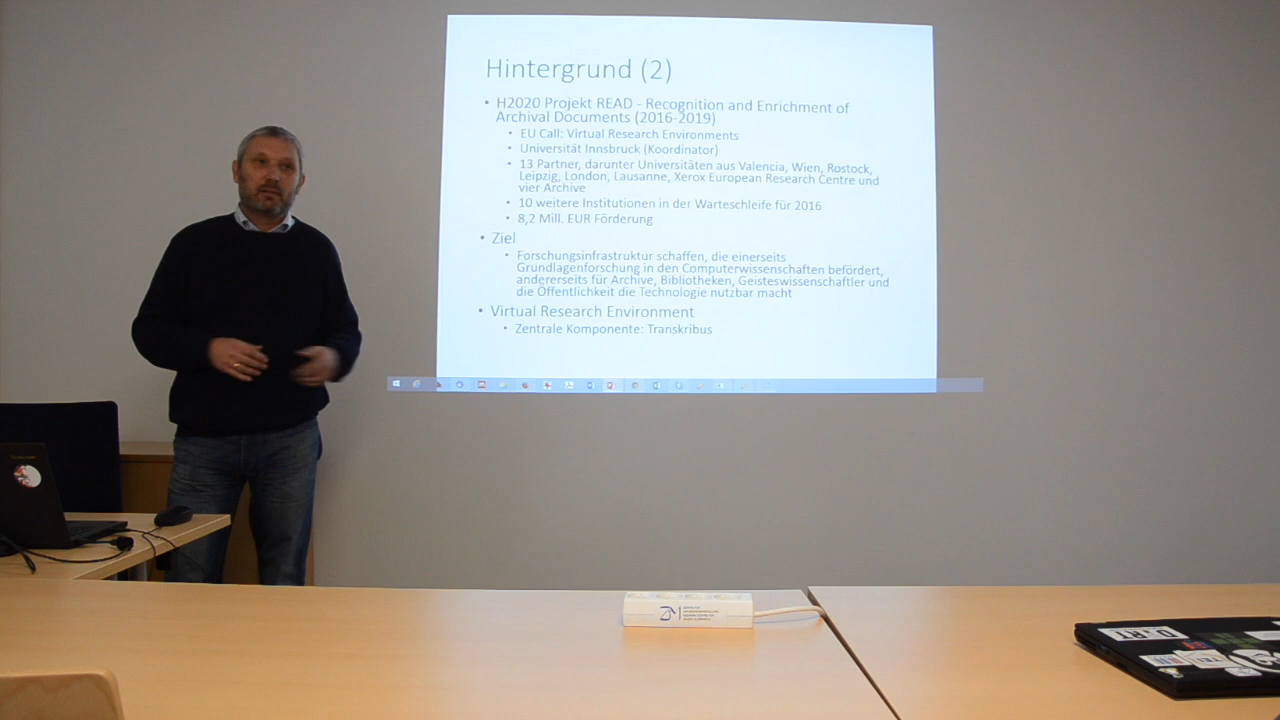 Hintergrund (2)
• H2020 Projekt READ - Recognition and Enrichment of
Archival Documents (2016-2019)
• EU Call: Virtual Research Environments
• Universität Innsbruck (Koordinator)
• 13 Partner, darunter Universitäten aus Valencia, Wien, Rostock,
Leipzig, London, Lausanne, Xerox European Research Centre und
vier Archive
• 10 weitere Institutionen in der Warteschleife für 2016
• 8,2 Mill. EUR Förderung
• Ziel
• Forschungsinfrastruktur schaffen, die einerseits
Grundlagenforschung in den Computerwissenschaften befördert,
andererseits für Archive, Bibliotheken, Geisteswissenschaftler und
die Öffentlichkeit die Technologie nutzbar macht
• Virtual Research Environment
• Zentrale Komponente: Transkribus